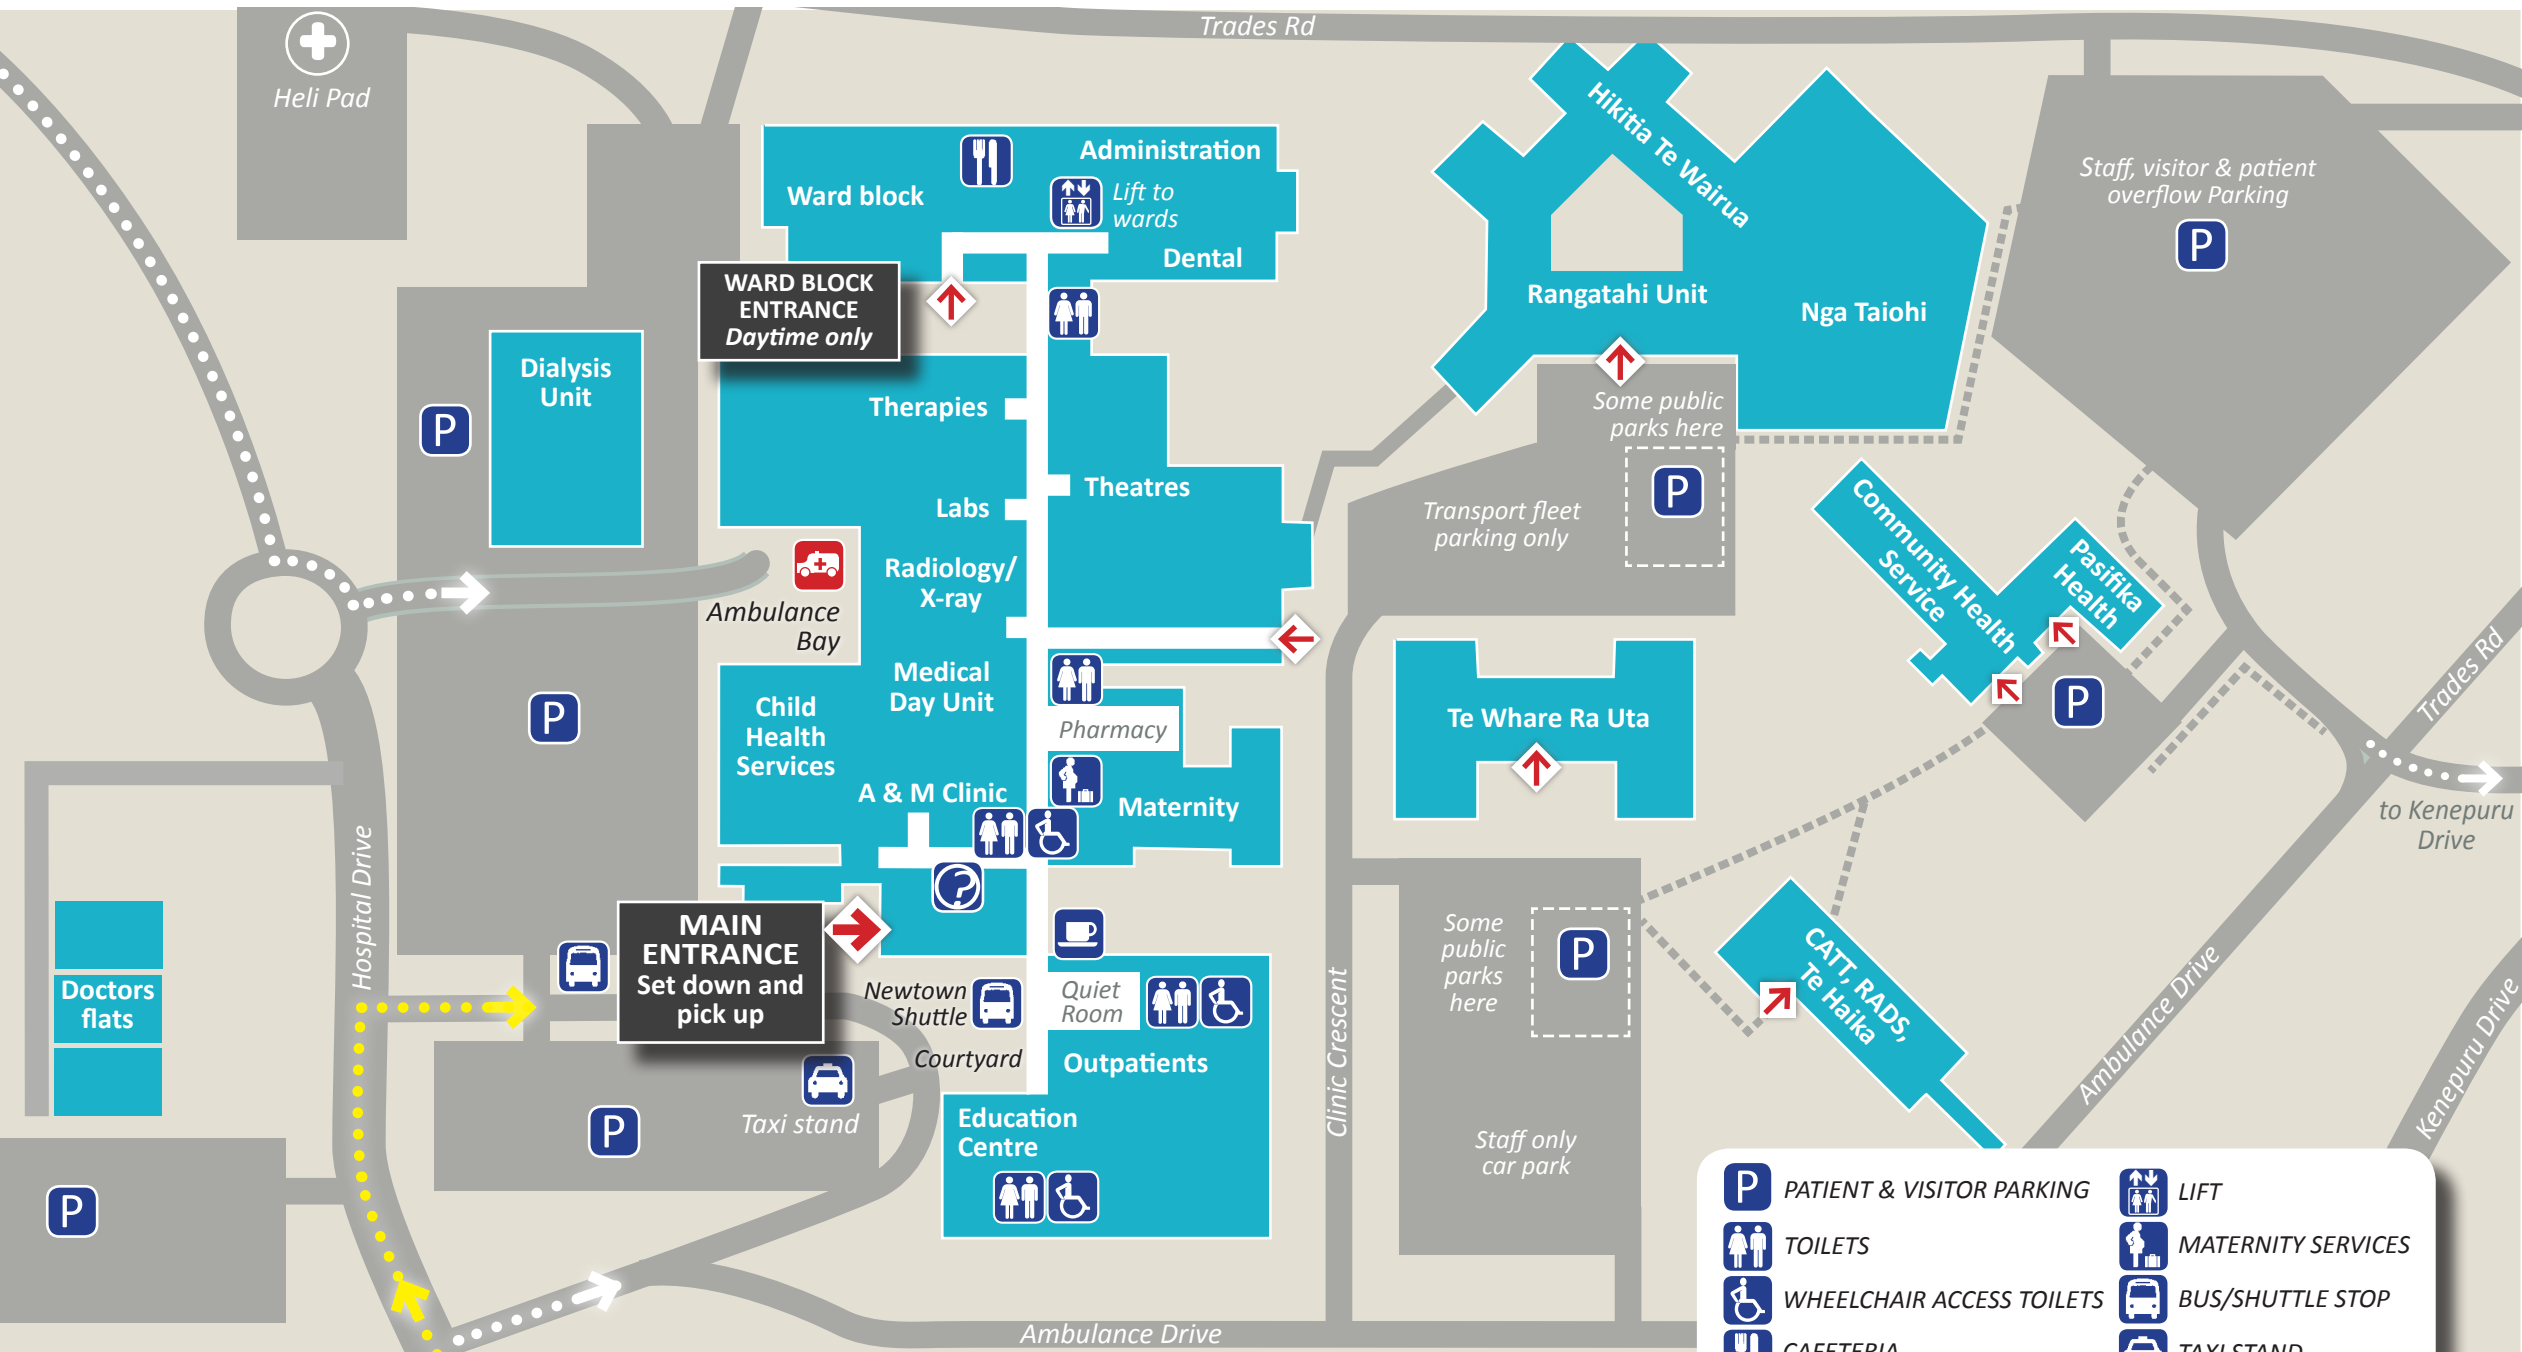 Trades Rd
Heli Pad
Hikitia Te Wairua
Administration
Ward block
Lift to
wards
Dental
Staff, visitor & patient
overflow Parking
P
WARD BLOCK
ENTRANCE
Daytime only
Rangatahi Unit
Nga Taiohi
Dialysis
Unit
P
Therapies
Some public
parks here
P
Labs
Theatres
Transport fleet
parking only
Community Health
Service
Pasifika
Health
Radiology/
X-ray
Ambulance
Bay
Medical
Day Unit
P
Child
Health
Services
Pharmacy
Te Whare Ra Uta
P
Trades Rd
A & M Clinic
Maternity
to Kenepuru
Drive
Hospital Drive
?
MAIN
ENTRANCE
Set down and
pick up
Some
public
parks
here
P
CATT, RADS,
Te Haika
Doctors
flats
Newtown
Shuttle
Quiet
Room
Courtyard
Outpatients
Clinic Crescent
Ambulance Drive
Kenepuru Drive
P
Taxi stand
Education
Centre
Staff only
car park
P
P PATIENT & VISITOR PARKING
LIFT
TOILETS
MATERNITY SERVICES
WHEELCHAIR ACCESS TOILETS
BUS/SHUTTLE STOP
CAFETERIA
TAXI STAND
Ambulance Drive